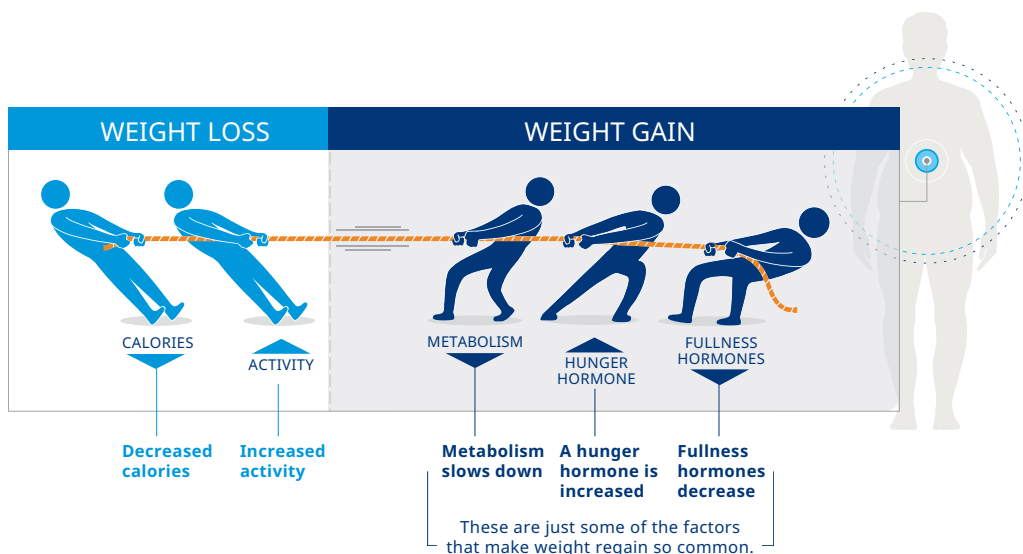 WEIGHT LOSS
WEIGHT GAIN
CALORIES
ACTIVITY
METABOLISM
HUNGER
HORMONE
FULLNESS
HORMONES
Decreased
calories
Increased
activity
Metabolism
slows down
A hunger
hormone is
increased
Fullness
hormones
decrease
These are just some of the factors
that make weight regain so common.